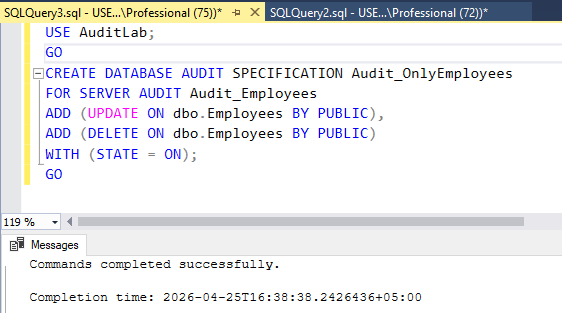 SQLQuery3.sql - USE...\Professional (75))* SQLQuery2.sql - USE...\Professional (72))*
USE AuditLab;
GO
CREATE DATABASE AUDIT SPECIFICATION Audit_OnlyEmployees
FOR SERVER AUDIT Audit_Employees
ADD (UPDATE ON dbo.Employees BY PUBLIC),
ADD (DELETE ON dbo.Employees BY PUBLIC)
WITH (STATE = ON);
GO
119 %
Messages
Commands completed successfully.
Completion time: 2026-04-25T16:38:38.2426436+05:00